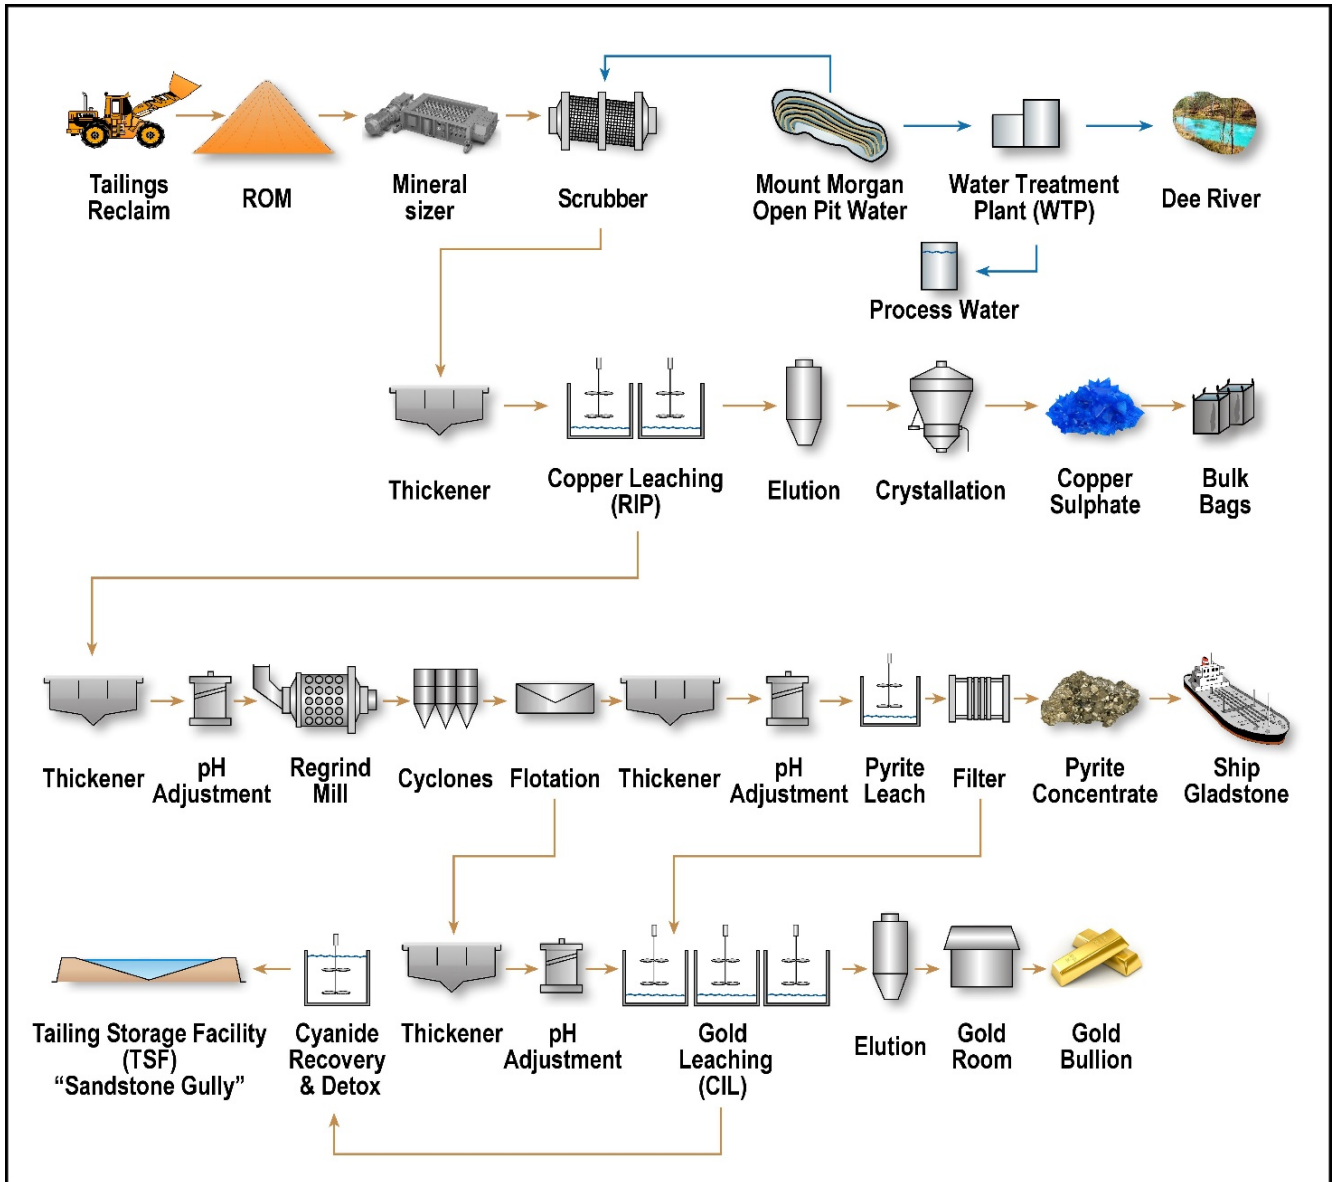 Tailings
Reclaim
ROM
Mineral
sizer
Scrubber
Mount Morgan
Open Pit Water
Water Treatment
Plant (WTP)
Dee River
Process Water
Thickener
Copper Leaching
(RIP)
Elution
Crystallation
Copper
Sulphate
Bulk
Bags
Thickener
pH
Adjustment
Regrind
Mill
Cyclones
Flotation
Thickener
pH
Adjustment
Pyrite
Leach
Filter
Pyrite
Concentrate
Ship
Gladstone
Tailing Storage Facility
(TSF)
“Sandstone Gully”
Cyanide
Recovery
& Detox
Thickener
pH
Adjustment
Gold
Leaching
(CIL)
Elution
Gold
Room
Gold
Bullion